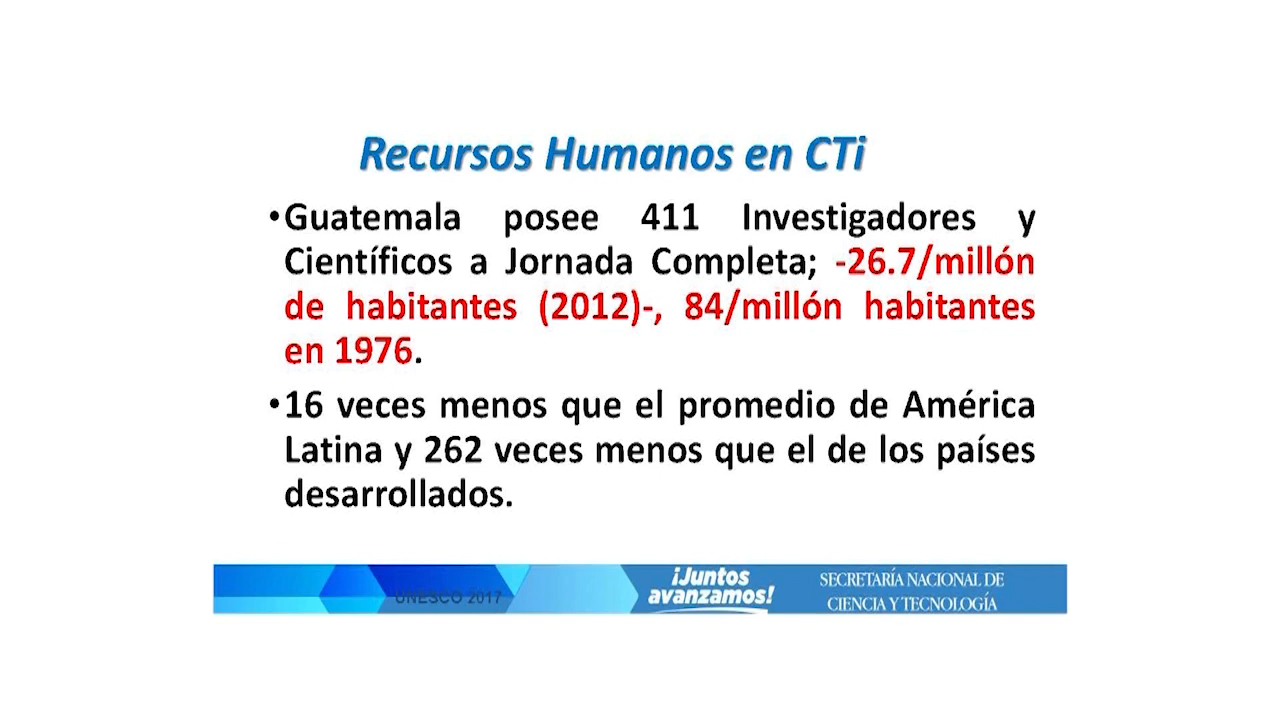 Recursos Humanos en CTi
•Guatemala posee 411 Investigadores y
Científicos a Jornada Completa; -26.7/millón
de habitantes (2012)-, 84/millón habitantes
en 1976.
•16 veces menos que el promedio de América
Latina y 262 veces menos que el de los países
desarrollados.
UNESCO 2017
¡Juntos
avanzamos!
SECRETARÍA NACIONAL DE
CIENCIA Y TECNOLOGÍA